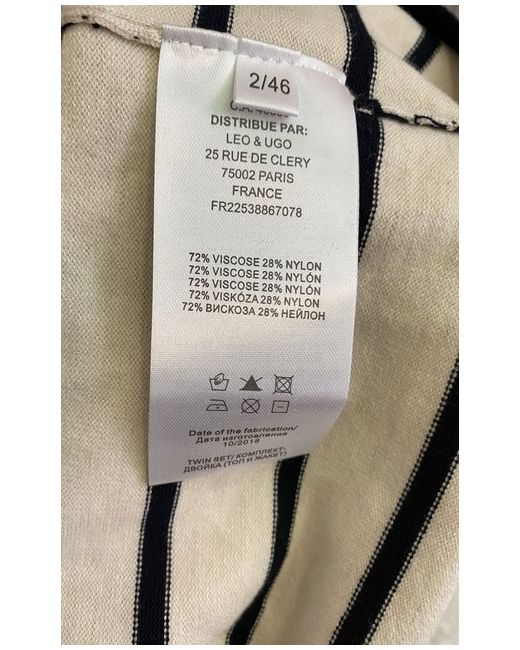 2/46
DISTRIBUE PAR:
LEO & UGO
25 RUE DE CLERY
75002 PARIS
FRANCE
FR22538867078
72% VISCOSE 28% NYLON
72% VISCOSE 28% NYLÓN
72% VISCOSE 28% NYLON
72% VISKÓZA 28% NYLON
72% ВИСКОЗА 28% НЕЙЛОН
Date of the fabrication/
Дата изготовления
10/2018
TWIN SET/ КОМПЛЕКТ-
ДВОЙКА (ТОП И ЖАКЕТ)